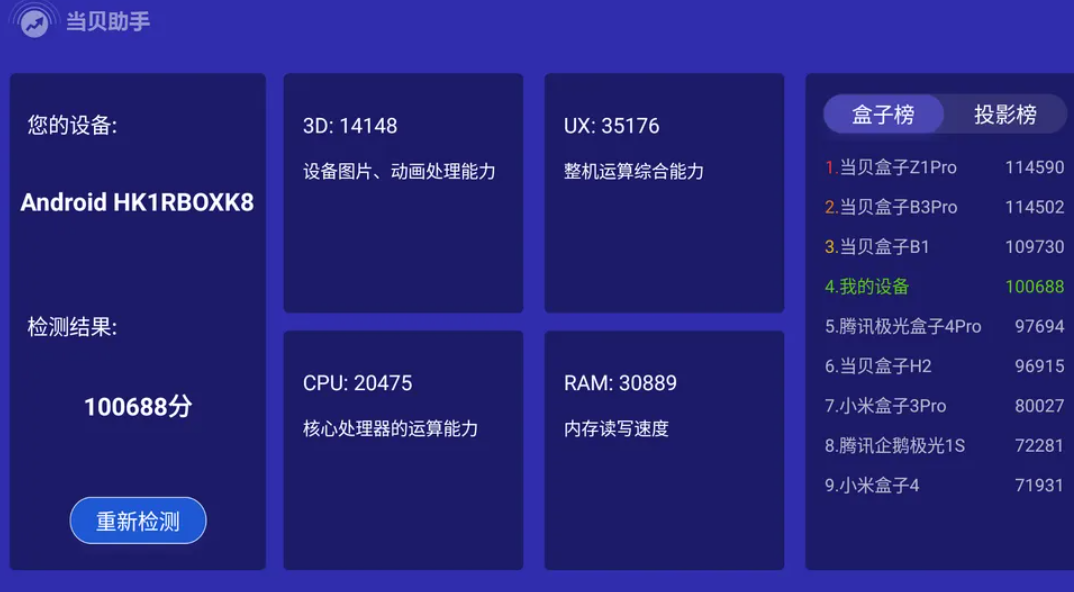 当贝助手
您的设备:
Android HK1RBOXK8
检测结果:
100688分
重新检测
3D: 14148
设备图片、动画处理能力
UX: 35176
整机运算综合能力
CPU: 20475
核心处理器的运算能力
RAM: 30889
内存读写速度
盒子榜 投影榜
1.当贝盒子Z1Pro 114590
2.当贝盒子B3Pro 114502
3.当贝盒子B1 109730
4.我的设备 100688
5.腾讯极光盒子4Pro 97694
6.当贝盒子H2 96915
7.小米盒子3Pro 80027
8.腾讯企鹅极光1S 72281
9.小米盒子4 71931